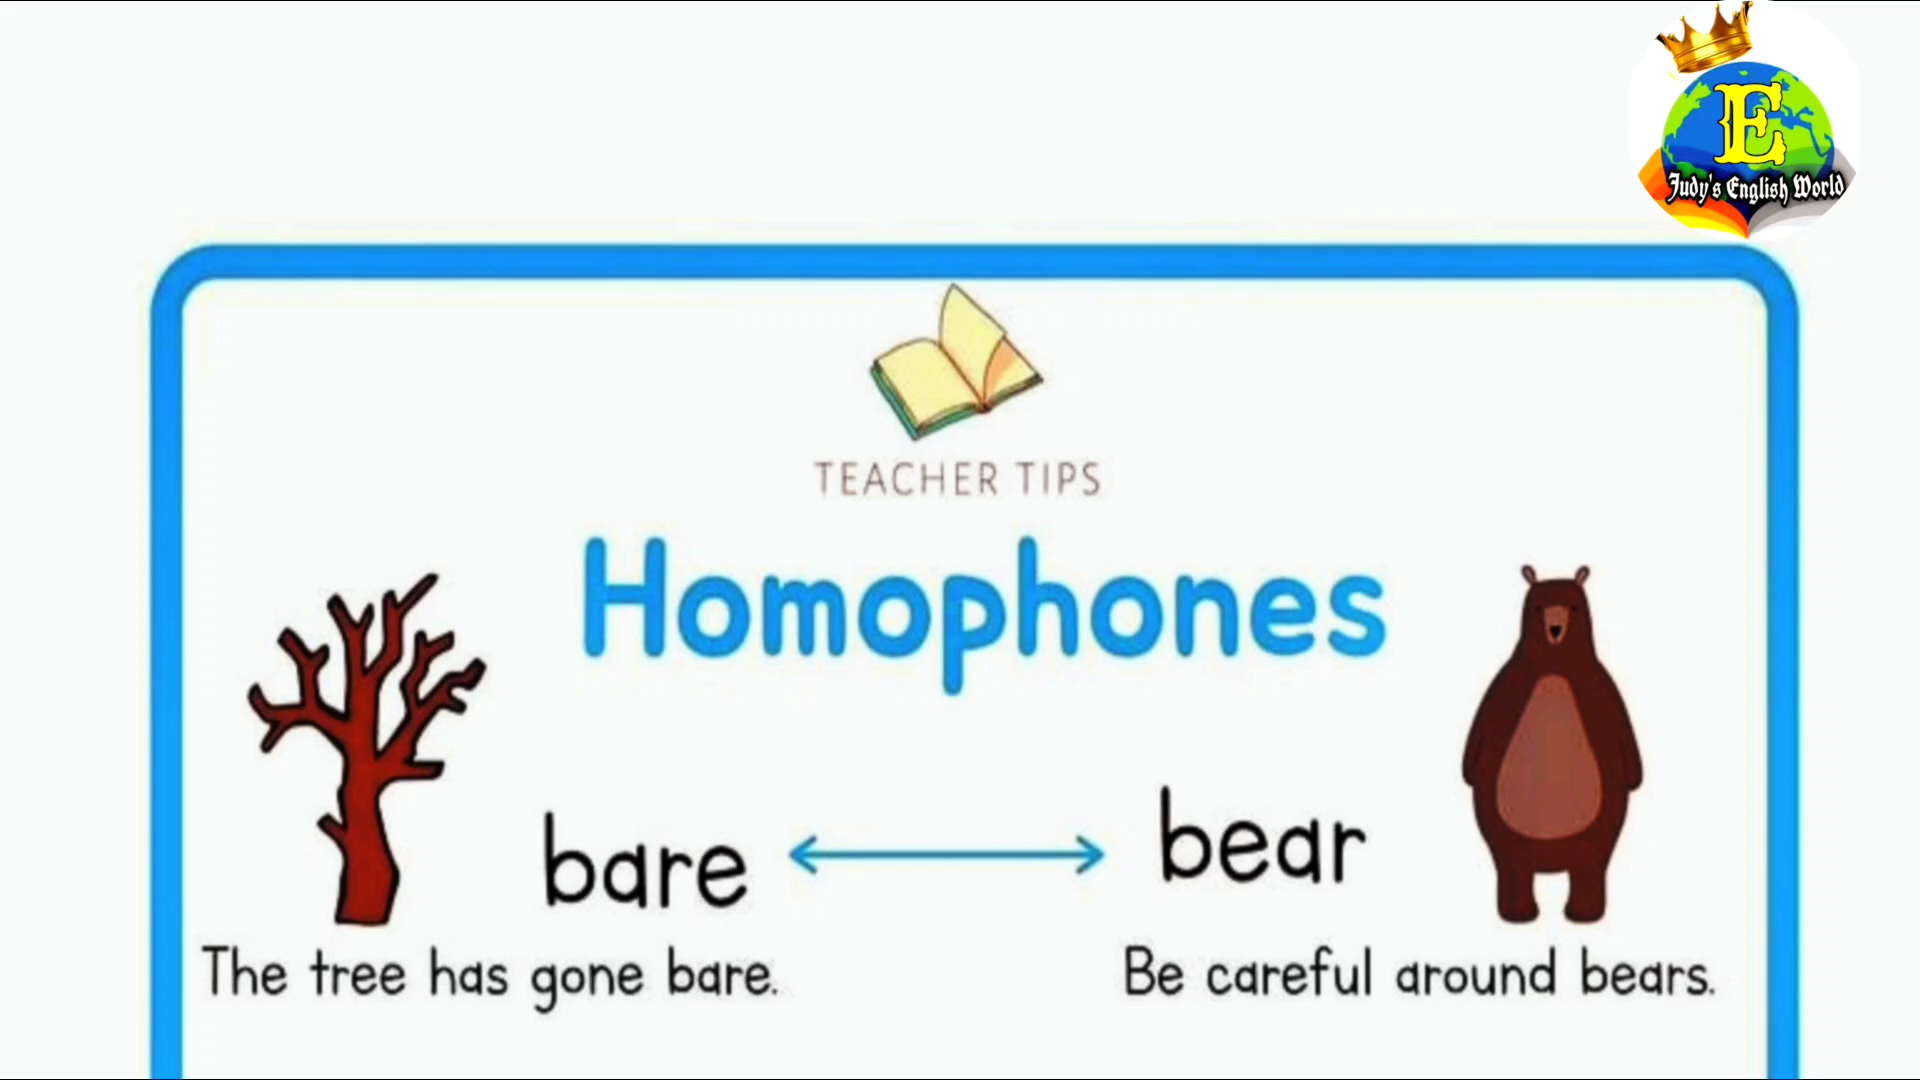 E
Judy's English World
TEACHER TIPS
Homophones
bare
bear
The tree has gone bare.
Be careful around bears.